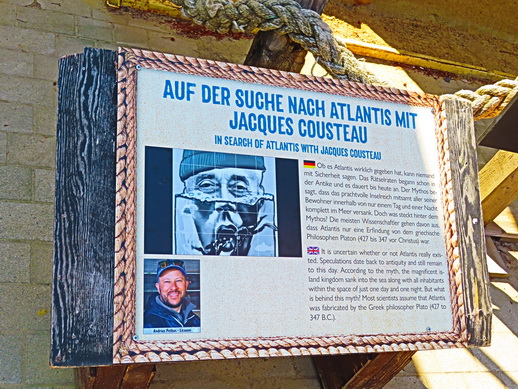 AUF DER SUCHE NACH ATLANTIS MIT
JACQUES COUSTEAU
IN SEARCH OF ATLANTIS WITH JACQUES COUSTEAU
Ob es Atlantis wirklich gegeben hat, kann niemand
mit Sicherheit sagen. Das Rätselraten begann schon in
der Antike und es dauert bis heute an. Der Mythos be-
sagt, dass das prachtvolle Inselreich mitsamt aller seiner
Bewohner innerhalb von nur einem Tag und einer Nacht
komplett im Meer versank. Doch was steckt hinter dem
Mythos? Die meisten Wissenschaftler gehen davon aus,
dass Atlantis nur eine Erfindung von dem griechischen
Philosophen Platon (427 bis 347 vor Christus) war.
It is uncertain whether or not Atlantis really exis-
ted. Speculations date back to antiquity and still remain
to this day. According to the myth, the magnificent is-
land kingdom sank into the sea along with all inhabitants
within the space of just one day and one night. But what
is behind this myth? Most scientists assume that Atlantis
was fabricated by the Greek philosopher Plato (427 to
347 B.C.).
Andreas